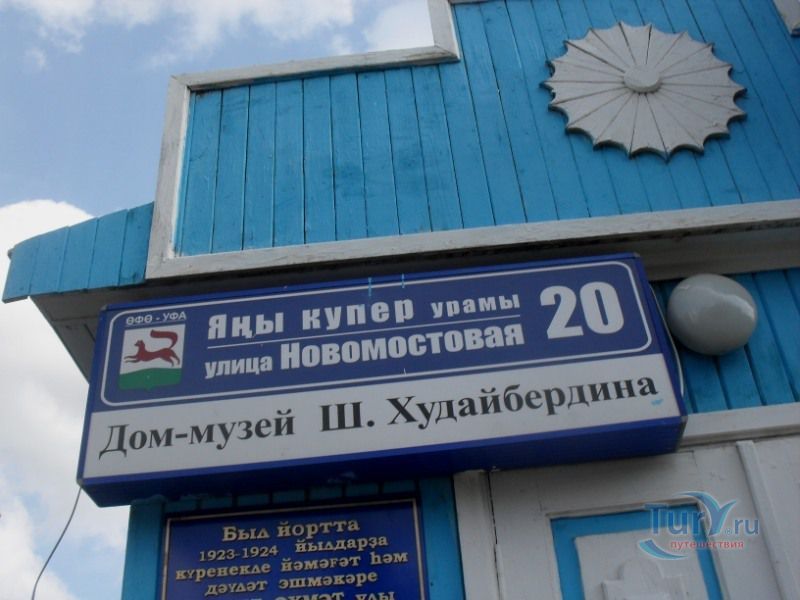 ӨФӨ - УФА
Яңы купер урамы
улица Новомостовая
20
Дом-музей Ш. Худайбердина
Был йортта
1923-1924 йылдарҙа
күренекле йәмәғәт һәм
дәүләт эшмәкәре
улы
Tury.ru
путешествия